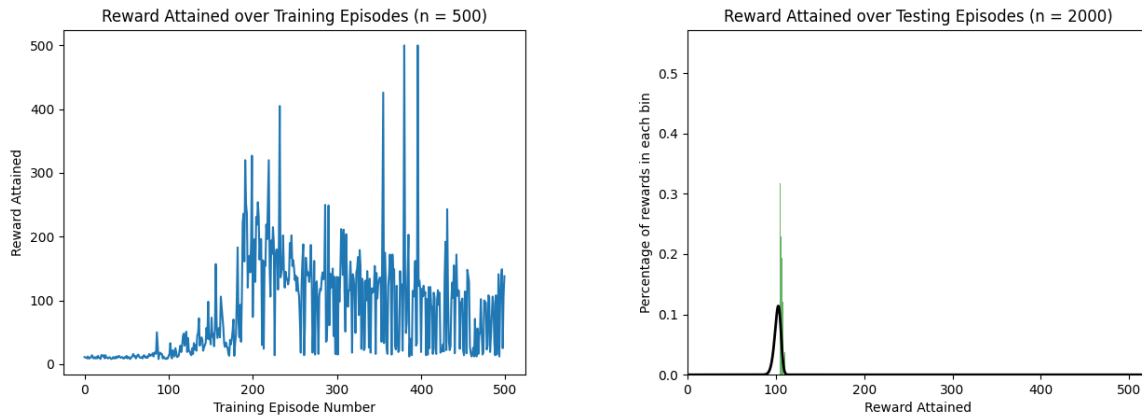 Reward Attained over Training Episodes (n = 500)
Reward Attained
500
400
300
200
100
0
0 100 200 300 400 500
Training Episode Number
Reward Attained over Testing Episodes (n = 2000)
Percentage of rewards in each bin
0.5
0.4
0.3
0.2
0.1
0.0
0 100 200 300 400 500
Reward Attained